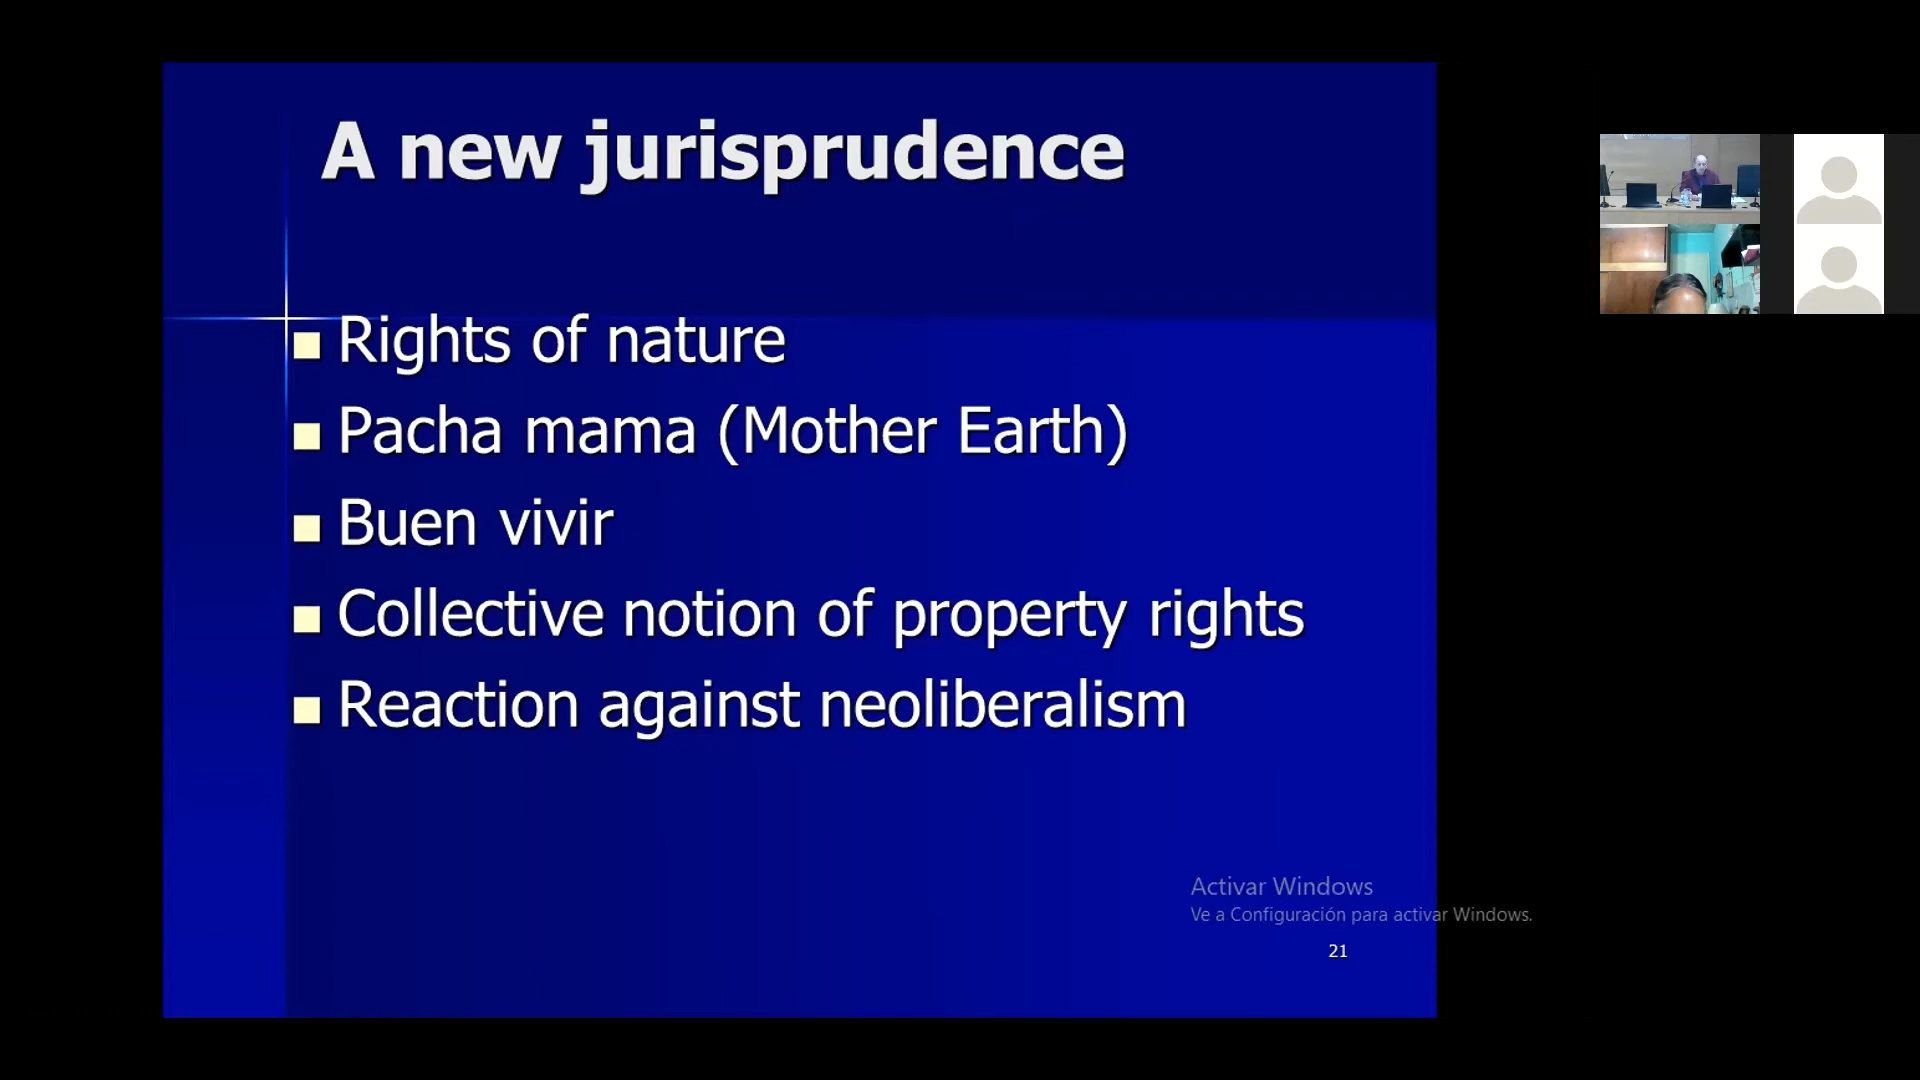 A new jurisprudence
Rights of nature
Pacha mama (Mother Earth)
Buen vivir
Collective notion of property rights
Reaction against neoliberalism
Activar Windows
Ve a Configuración para activar Windows.
21